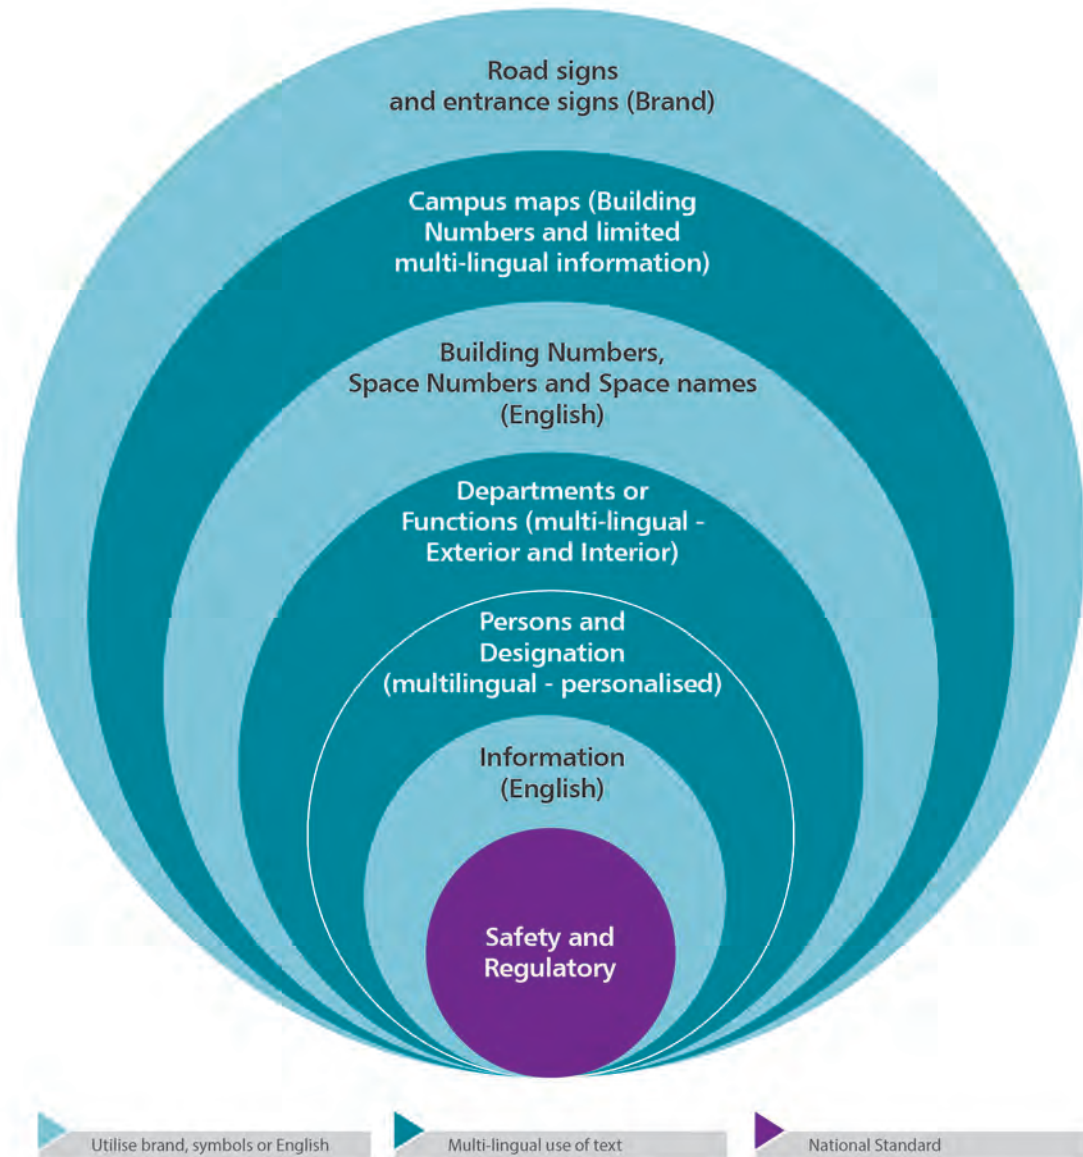 Road signs
and entrance signs (Brand)
Campus maps (Building
Numbers and limited
multi-lingual information)
Building Numbers,
Space Numbers and Space names
(English)
Departments or
Functions (multi-lingual -
Exterior and Interior)
Persons and
Designation
(multilingual - personalised)
Information
(English)
Safety and
Regulatory
Utilise brand, symbols or English
Multi-lingual use of text
National Standard